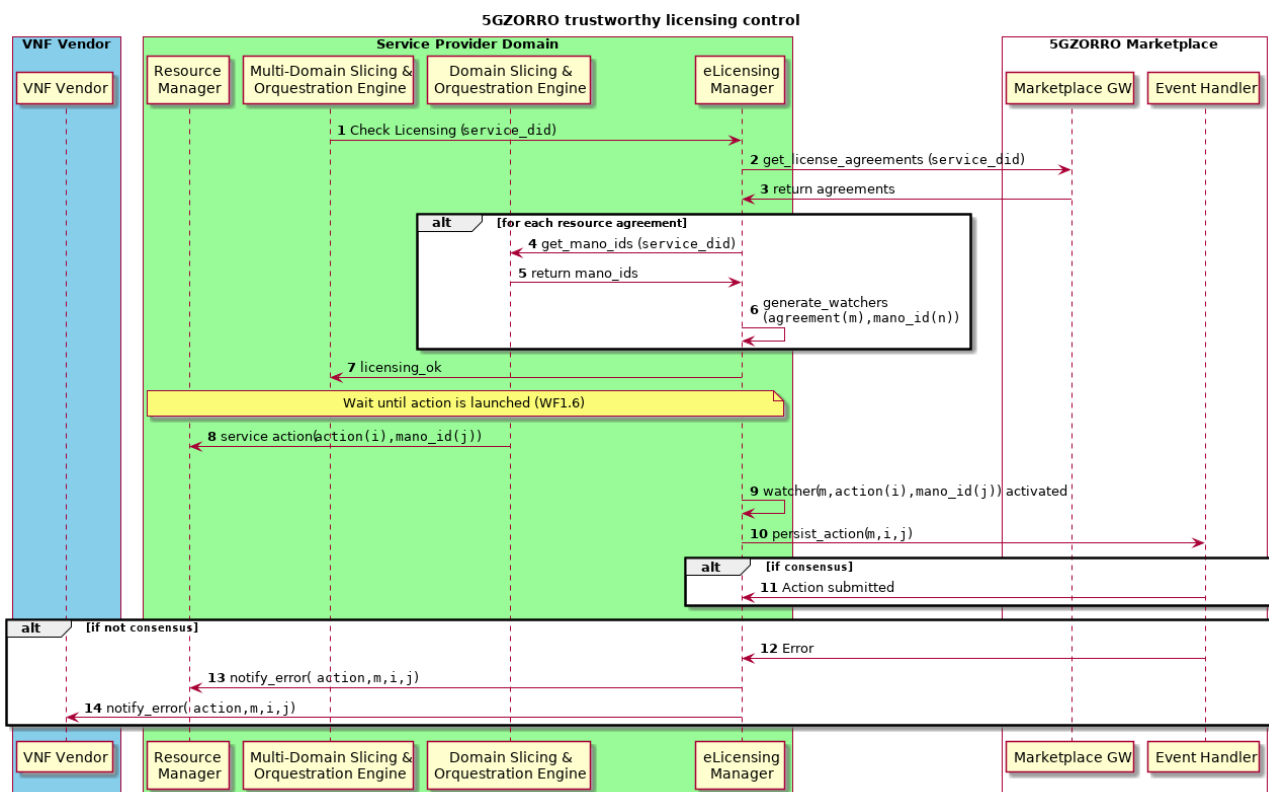 5GZORRO trustworthy licensing control
VNF Vendor
Service Provider Domain
5GZORRO Marketplace
VNF Vendor
Resource
Manager
Multi-Domain Slicing &
Orquestration Engine
Domain Slicing &
Orquestration Engine
eLicensing
Manager
Marketplace GW
Event Handler
1 Check Licensing (service_did)
2 get_license_agreements (service_did)
3 return agreements
alt [for each resource agreement]
4 get_mano_ids (service_did)
5 return mano_ids
6 generate_watchers
(agreement(m),mano_id(n))
7 licensing_ok
Wait until action is launched (WF1.6)
8 service action(action(i),mano_id(j))
9 watcher(m,action(i),mano_id(j)) activated
10 persist_action(m,i,j)
alt [if consensus]
11 Action submitted
alt [if not consensus]
12 Error
13 notify_error( action,m,i,j)
14 notify_error( action,m,i,j)
VNF Vendor
Resource
Manager
Multi-Domain Slicing &
Orquestration Engine
Domain Slicing &
Orquestration Engine
eLicensing
Manager
Marketplace GW
Event Handler